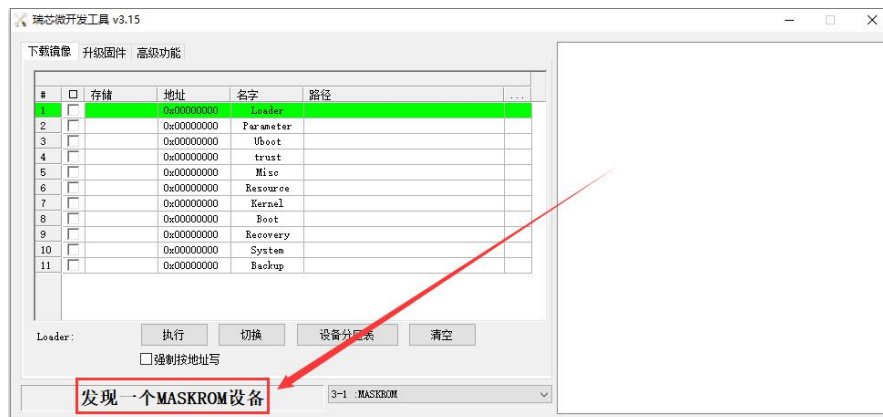 瑞芯微开发工具 v3.15
下载镜像 升级固件 高级功能
# 存储 地址 名字 路径 ...
1 0x00000000 Loader
2 0x00000000 Parameter
3 0x00000000 Uboot
4 0x00000000 trust
5 0x00000000 Misc
6 0x00000000 Resource
7 0x00000000 Kernel
8 0x00000000 Boot
9 0x00000000 Recovery
10 0x00000000 System
11 0x00000000 Backup
Loader: 执行 切换 设备分区表 清空
强制按地址写
发现一个MASKROM设备 3-1 :MASKROM